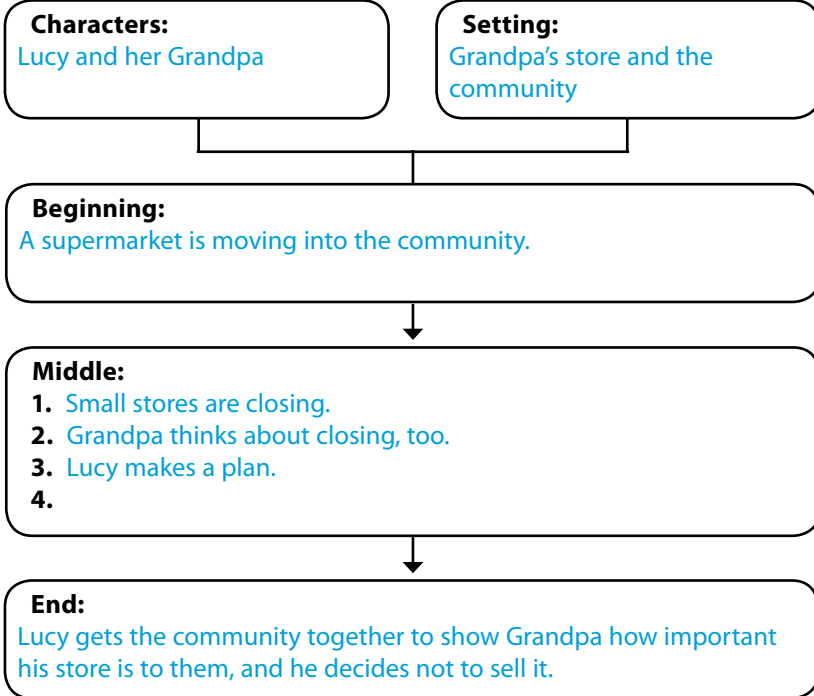 Characters:
Lucy and her Grandpa
Setting:
Grandpa’s store and the
community
Beginning:
A supermarket is moving into the community.
Middle:
1. Small stores are closing.
2. Grandpa thinks about closing, too.
3. Lucy makes a plan.
4.
End:
Lucy gets the community together to show Grandpa how important
his store is to them, and he decides not to sell it.